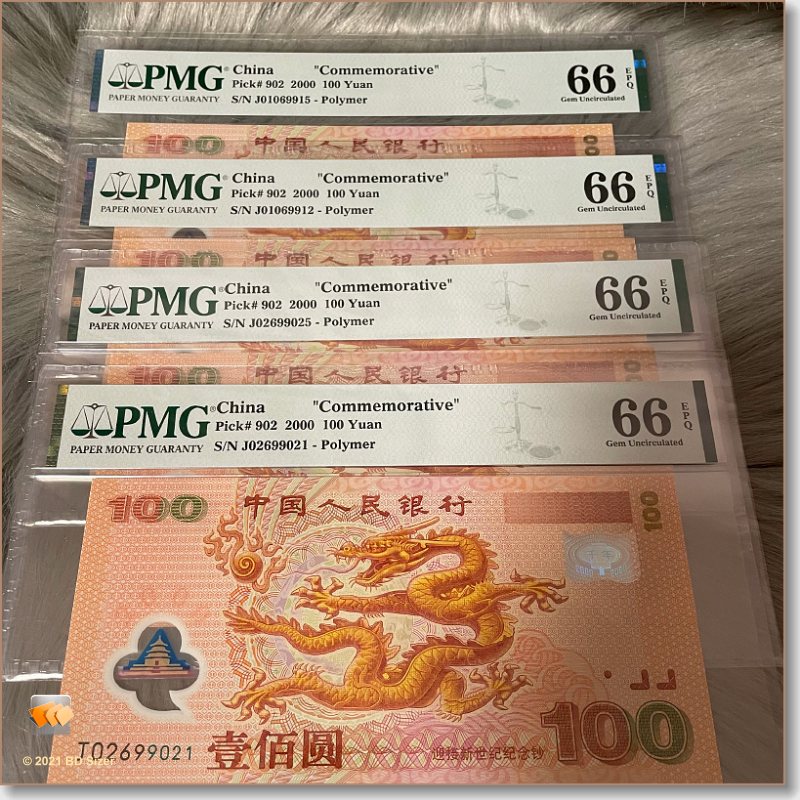 PMG® China "Commemorative"
Pick# 902 2000 100 Yuan
PAPER MONEY GUARANTY S/N J01069915 - Polymer
66 EPQ
Gem Uncirculated
100 中国人民银行 100
PMG® China "Commemorative"
Pick# 902 2000 100 Yuan
PAPER MONEY GUARANTY S/N J01069912 - Polymer
66 EPQ
Gem Uncirculated
100 中国人民银行
PMG® China "Commemorative"
Pick# 902 2000 100 Yuan
PAPER MONEY GUARANTY S/N J02699025 - Polymer
66 EPQ
Gem Uncirculated
100 中国人民银行 100
PMG® China "Commemorative"
Pick# 902 2000 100 Yuan
PAPER MONEY GUARANTY S/N J02699021 - Polymer
66 EPQ
Gem Uncirculated
100 中国人民银行 100
千年
J02699021 壹佰圆 迎接新世纪纪念钞 100
© 2021 BD Sizer